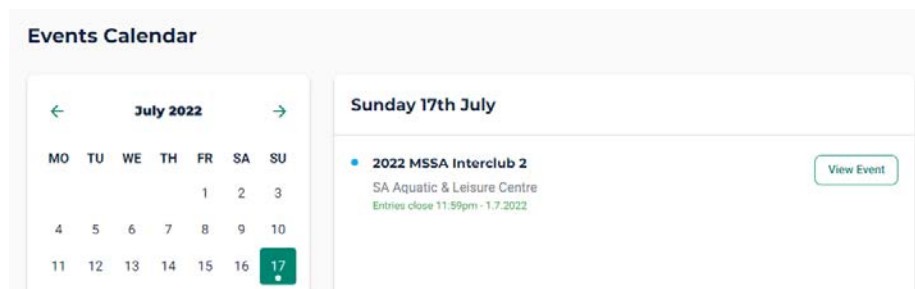 Events Calendar
← July 2022 →
MO TU WE TH FR SA SU
1 2 3
4 5 6 7 8 9 10
11 12 13 14 15 16 17
Sunday 17th July
2022 MSSA Interclub 2
View Event
SA Aquatic & Leisure Centre
Entries close 11:59pm - 1.7.2022